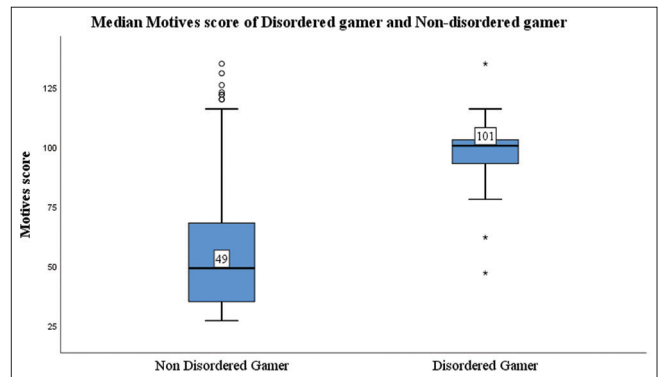 Median Motives score of Disordered gamer and Non-disordered gamer
Motives score
125
100
75
50
25
49
101
Non Disordered Gamer
Disordered Gamer